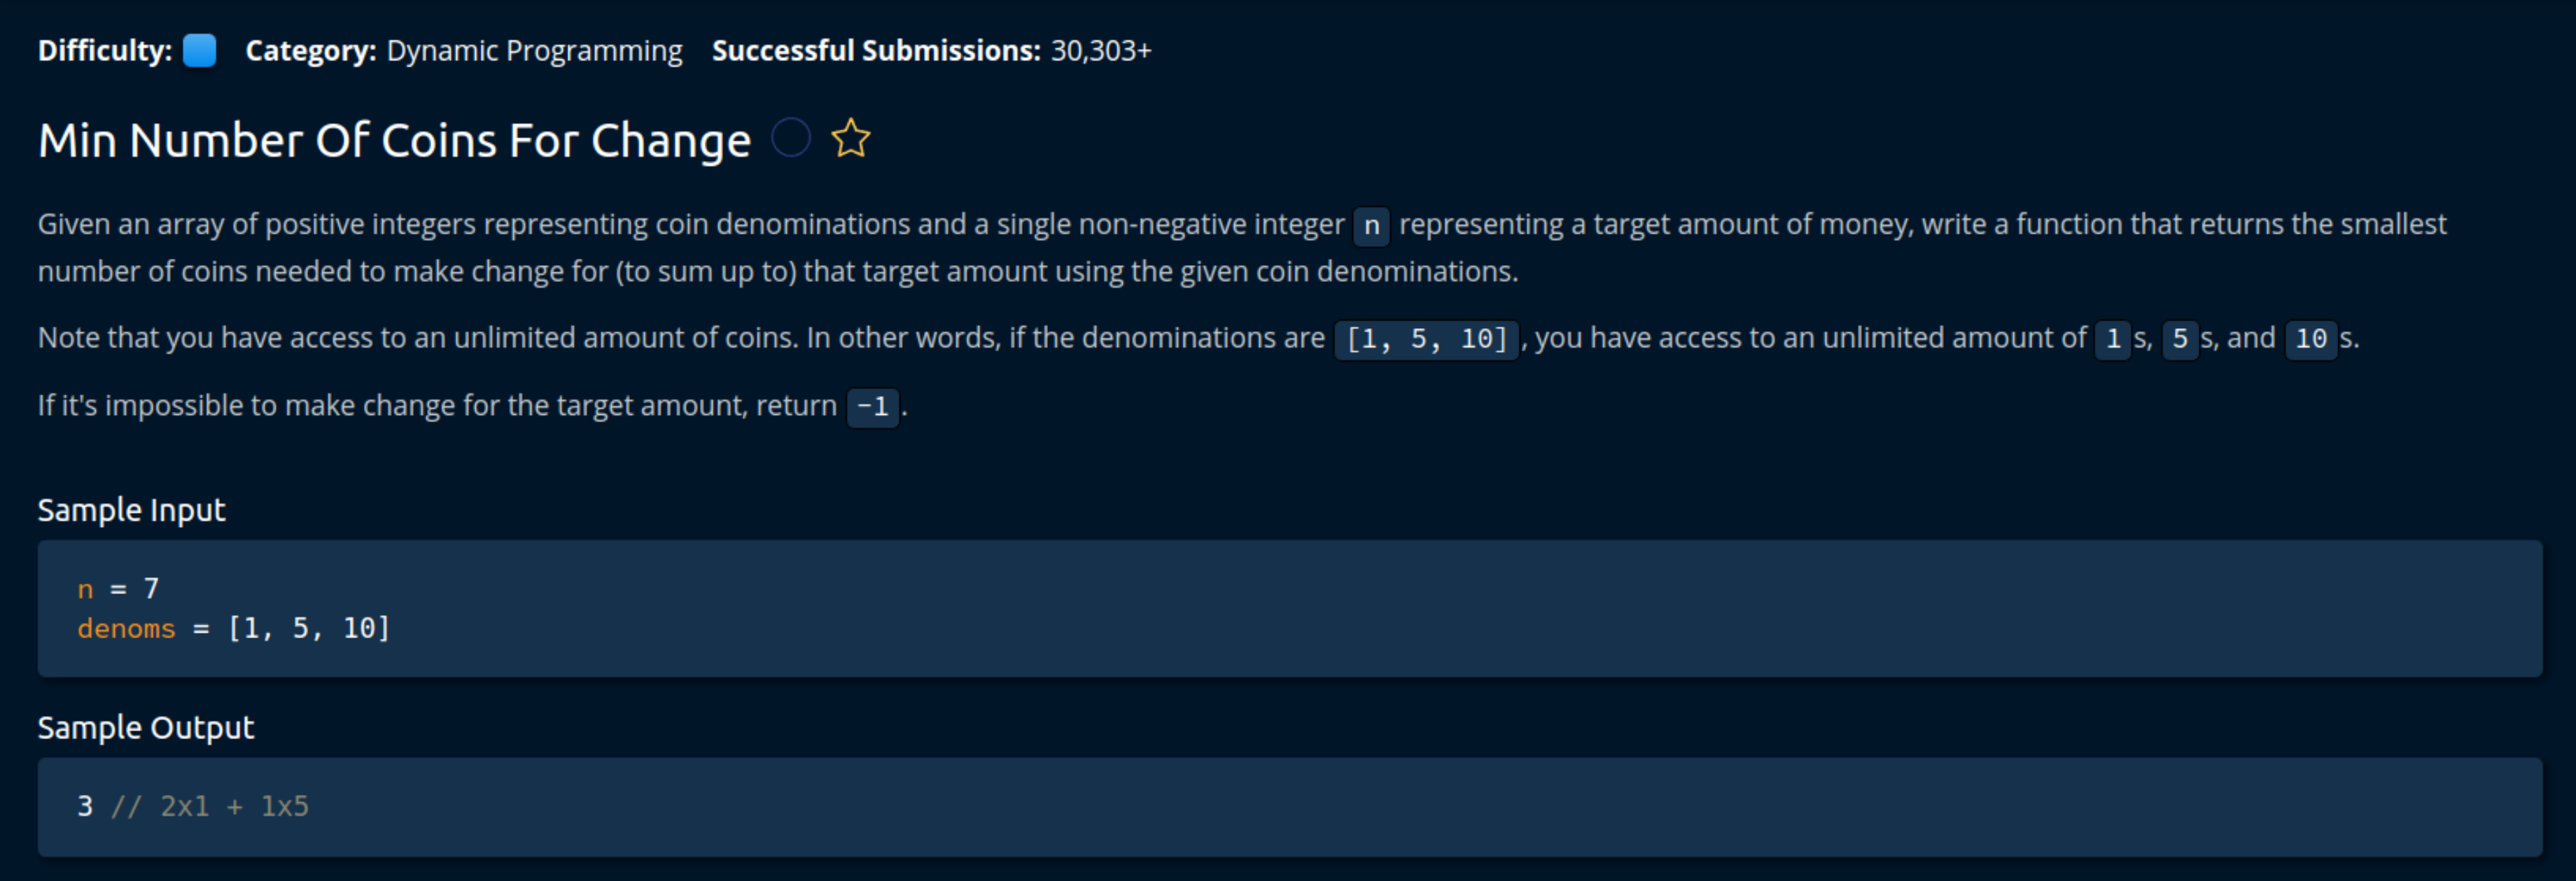 Difficulty: Category: Dynamic Programming Successful Submissions: 30,303+
Min Number Of Coins For Change
Given an array of positive integers representing coin denominations and a single non-negative integer n representing a target amount of money, write a function that returns the smallest
number of coins needed to make change for (to sum up to) that target amount using the given coin denominations.
Note that you have access to an unlimited amount of coins. In other words, if the denominations are [1, 5, 10], you have access to an unlimited amount of 1s, 5s, and 10s.
If it's impossible to make change for the target amount, return -1.
Sample Input
n = 7
denoms = [1, 5, 10]
Sample Output
3 // 2x1 + 1x5